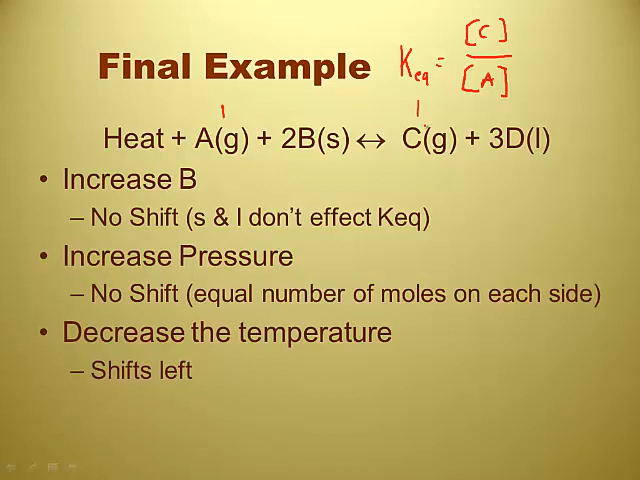 Final Example
Keq = [C]
[A]
1 1
Heat + A(g) + 2B(s) ↔ C(g) + 3D(l)
• Increase B
– No Shift (s & l don't effect Keq)
• Increase Pressure
– No Shift (equal number of moles on each side)
• Decrease the temperature
– Shifts left